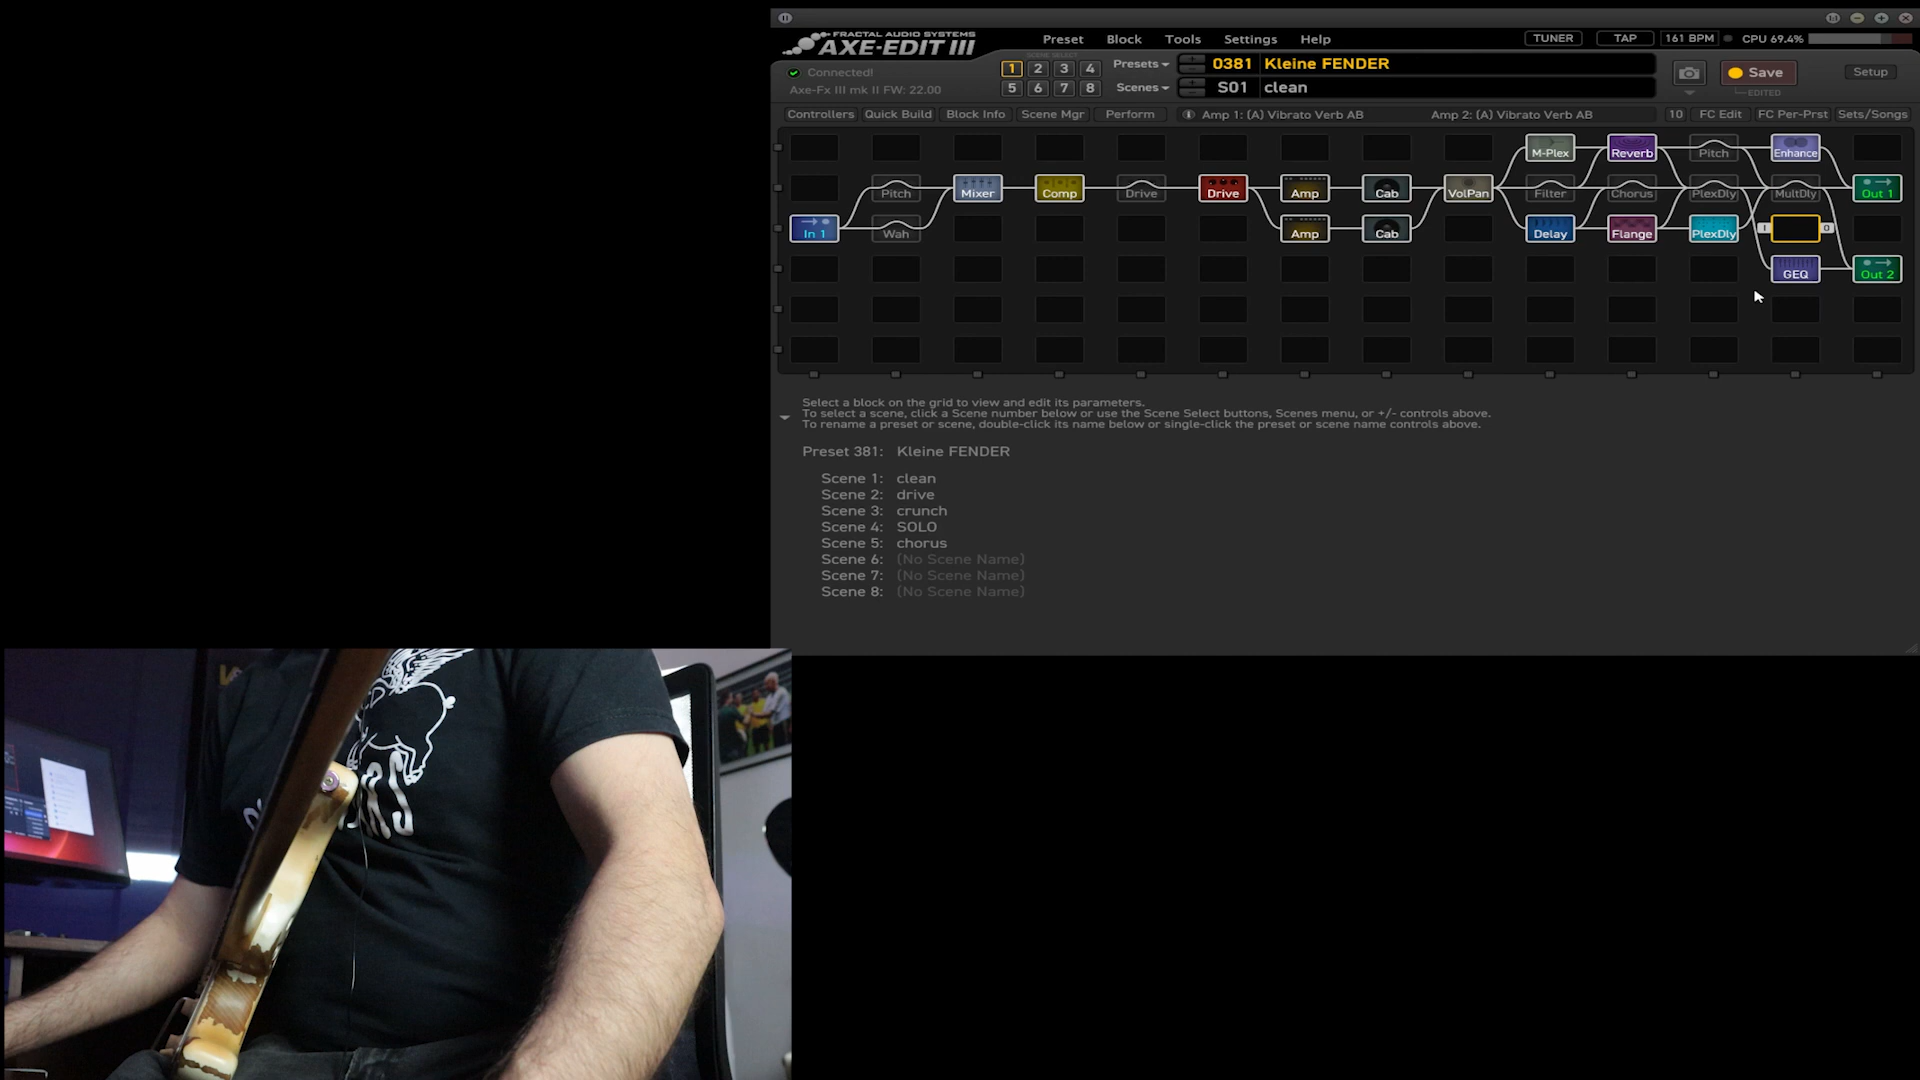 FRACTAL AUDIO SYSTEMS
AXE-EDIT III
Preset Block Tools Settings Help
TUNER TAP 161 BPM CPU 69.4%
Connected!
Axe-Fx III mk II FW: 22.00
SCENE SELECT
1 2 3 4
5 6 7 8
Presets 0381 Kleine FENDER
Scenes S01 clean
Save
EDITED
Setup
Controllers Quick Build Block Info Scene Mgr Perform Amp 1: (A) Vibrato Verb AB Amp 2: (A) Vibrato Verb AB 10 FC Edit FC Per-Prst Sets/Songs
M-Plex Reverb Pitch Enhance
Pitch Mixer Comp Drive Drive Amp Cab VolPan Filter Chorus PlexDly MultDly Out 1
In 1 Wah Amp Cab Delay Flange PlexDly I O
GEQ Out 2
Select a block on the grid to view and edit its parameters.
To select a scene, click a Scene number below or use the Scene Select buttons, Scenes menu, or +/- controls above.
To rename a preset or scene, double-click its name below or single-click the preset or scene name controls above.
Preset 381: Kleine FENDER
Scene 1: clean
Scene 2: drive
Scene 3: crunch
Scene 4: SOLO
Scene 5: chorus
Scene 6: (No Scene Name)
Scene 7: (No Scene Name)
Scene 8: (No Scene Name)